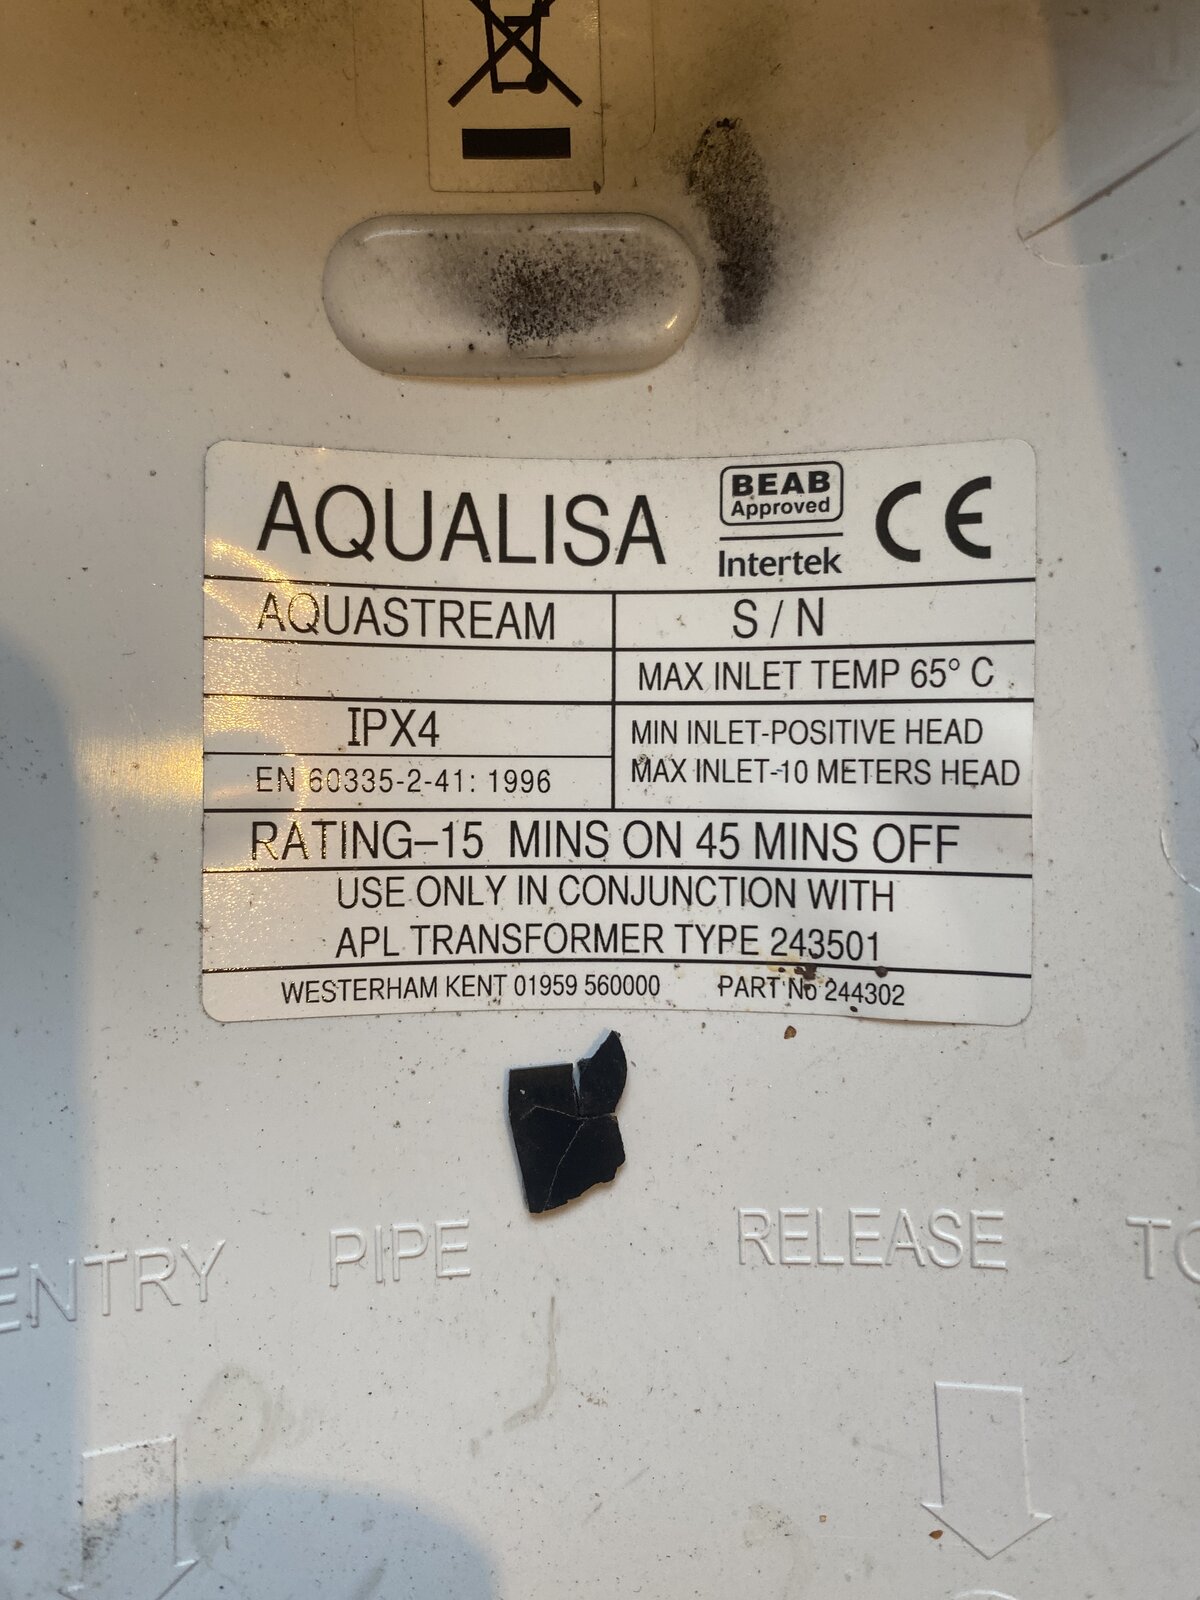 AQUALISA
BEAB
Approved
Intertek
CE
AQUASTREAM
S / N
MAX INLET TEMP 65° C
IPX4
MIN INLET-POSITIVE HEAD
EN 60335-2-41: 1996
MAX INLET-10 METERS HEAD
RATING–15 MINS ON 45 MINS OFF
USE ONLY IN CONJUNCTION WITH
APL TRANSFORMER TYPE 243501
WESTERHAM KENT 01959 560000 PART No 244302
ENTRY PIPE RELEASE